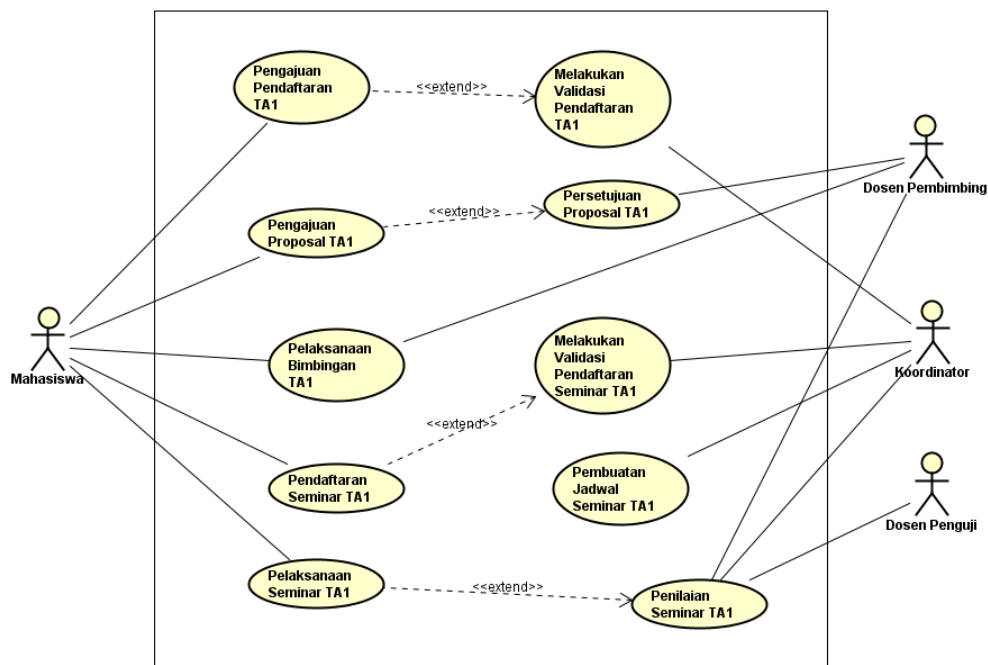 Pengajuan
Pendaftaran
TA1
<<extend>>
Melakukan
Validasi
Pendaftaran
TA1
Dosen Pembimbing
Pengajuan
Proposal TA1
<<extend>>
Persetujuan
Proposal TA1
Mahasiswa
Pelaksanaan
Bimbingan
TA1
Melakukan
Validasi
Pendaftaran
Seminar TA1
Koordinator
<<extend>>
Pendaftaran
Seminar TA1
Pembuatan
Jadwal
Seminar TA1
Dosen Penguji
Pelaksanaan
Seminar TA1
<<extend>>
Penilaian
Seminar TA1